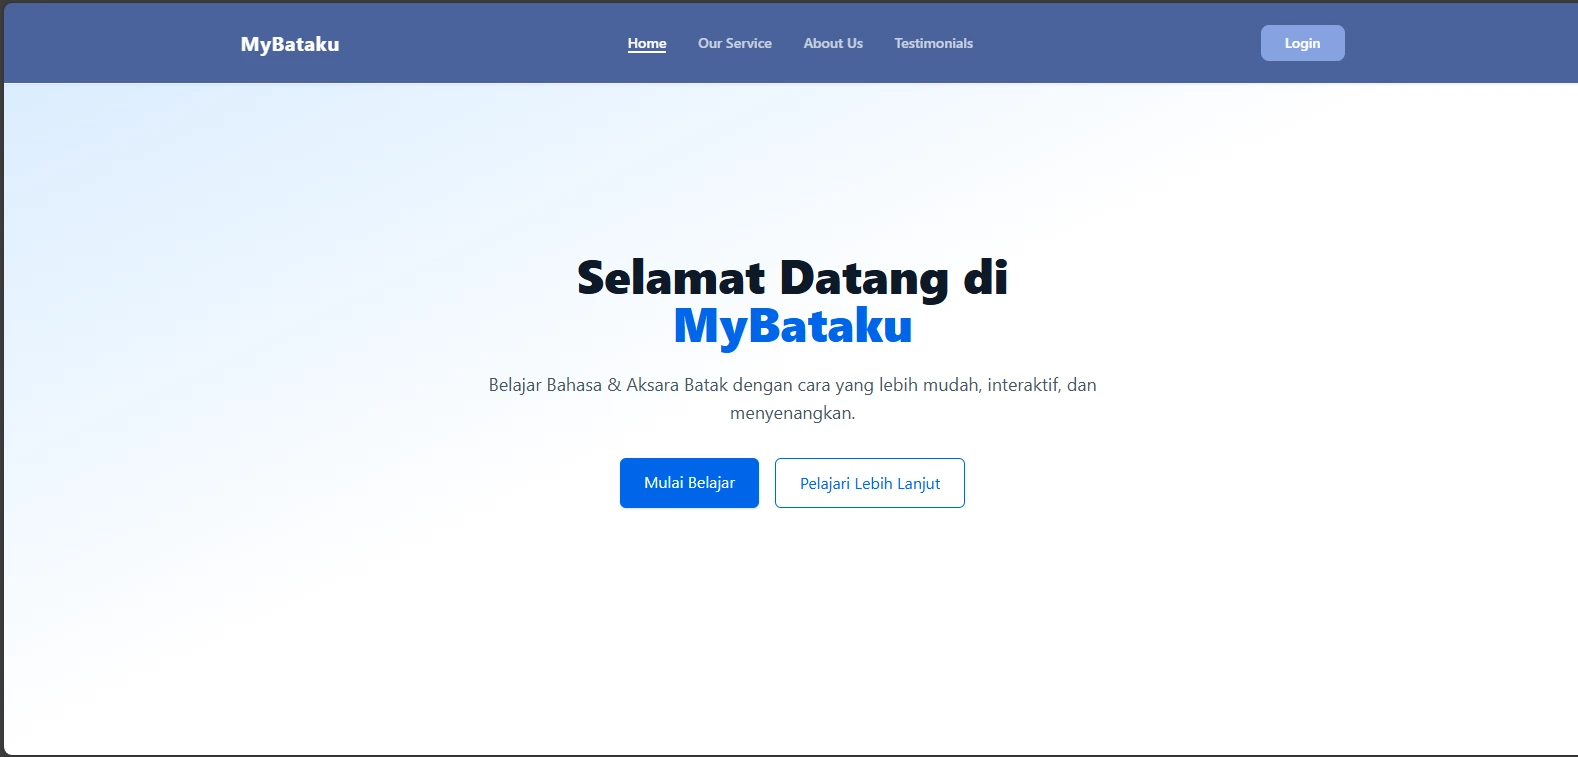 MyBataku
Home
Our Service
About Us
Testimonials
Login
Selamat Datang di
MyBataku
Belajar Bahasa & Aksara Batak dengan cara yang lebih mudah, interaktif, dan
menyenangkan.
Mulai Belajar
Pelajari Lebih Lanjut